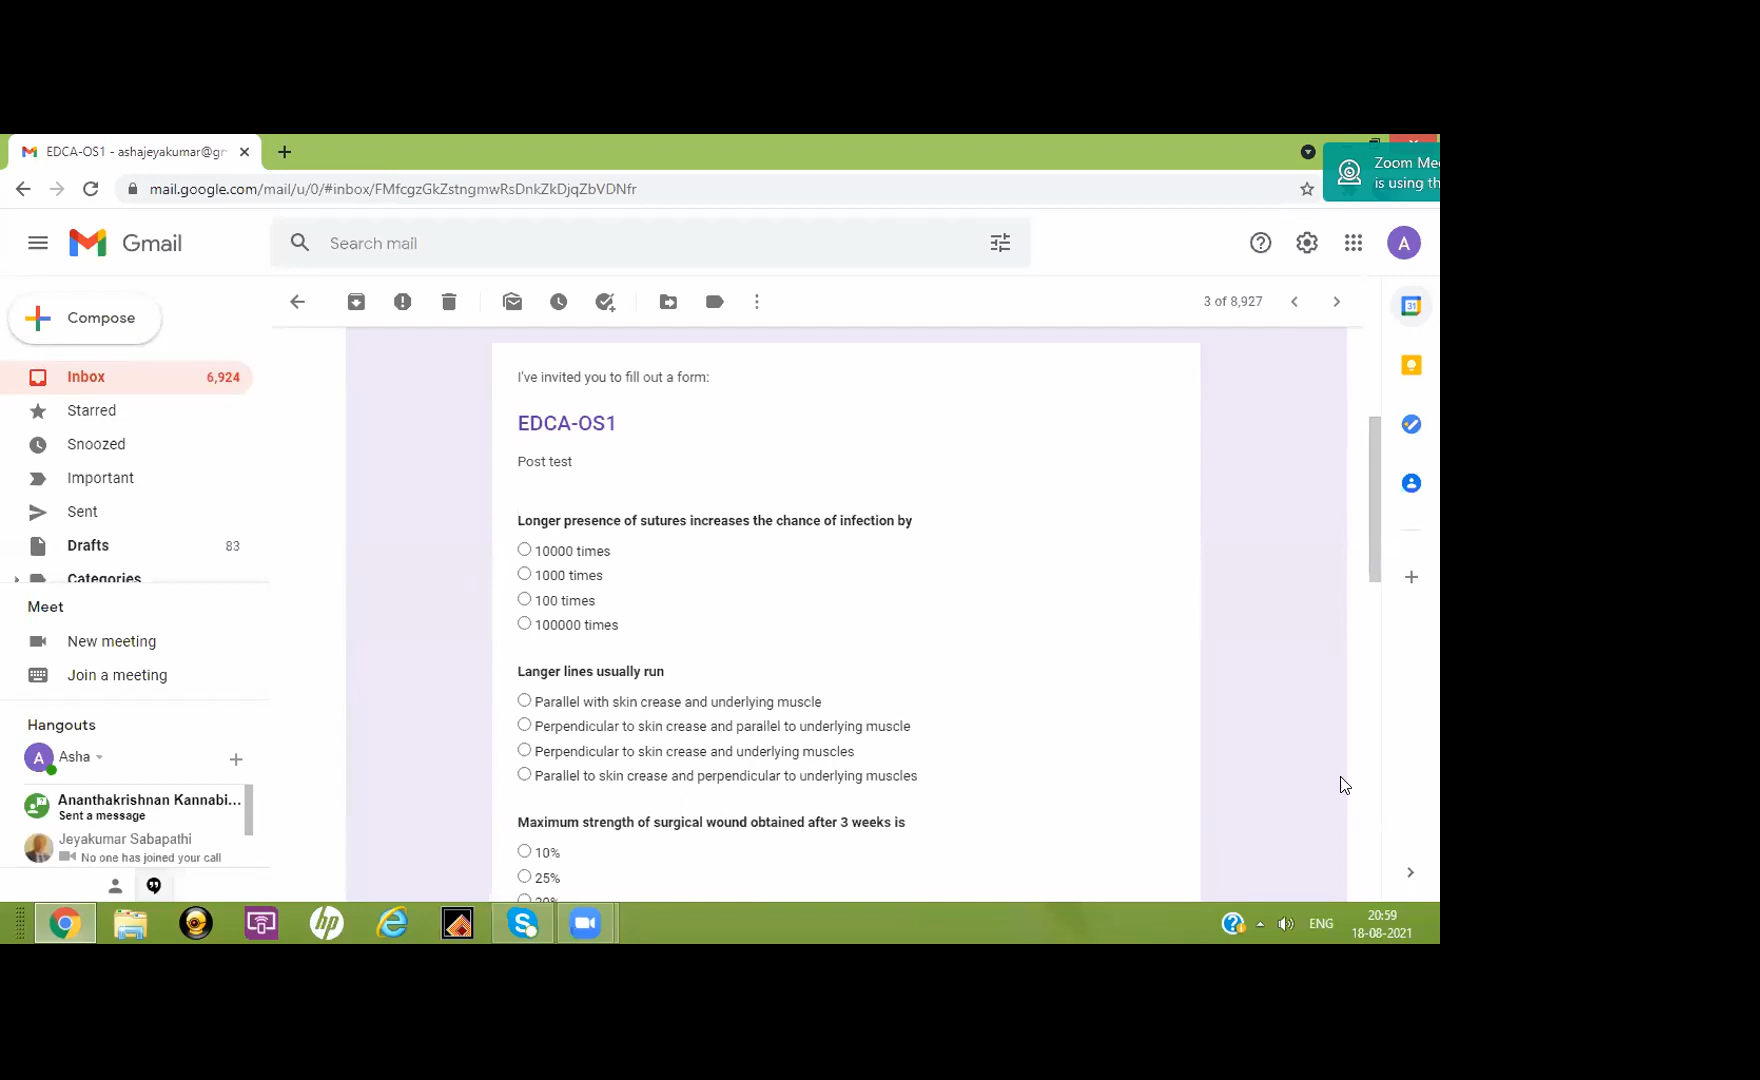 EDCA-OS1 - ashajeyakumar@gr
Zoom Me
is using th
mail.google.com/mail/u/0/#inbox/FMfcgzGkZstngmwRsDnkZkDjqZbVDNfr
Gmail
Search mail
A
Compose
3 of 8,927
31
Inbox 6,924
Starred
Snoozed
Important
Sent
Drafts 83
Categories
Meet
New meeting
Join a meeting
Hangouts
A Asha
Ananthakrishnan Kannabi...
Sent a message
Jeyakumar Sabapathi
No one has joined your call
I've invited you to fill out a form:
EDCA-OS1
Post test
Longer presence of sutures increases the chance of infection by
10000 times
1000 times
100 times
100000 times
Langer lines usually run
Parallel with skin crease and underlying muscle
Perpendicular to skin crease and parallel to underlying muscle
Perpendicular to skin crease and underlying muscles
Parallel to skin crease and perpendicular to underlying muscles
Maximum strength of surgical wound obtained after 3 weeks is
10%
25%
hp
S
ENG
20:59
18-08-2021